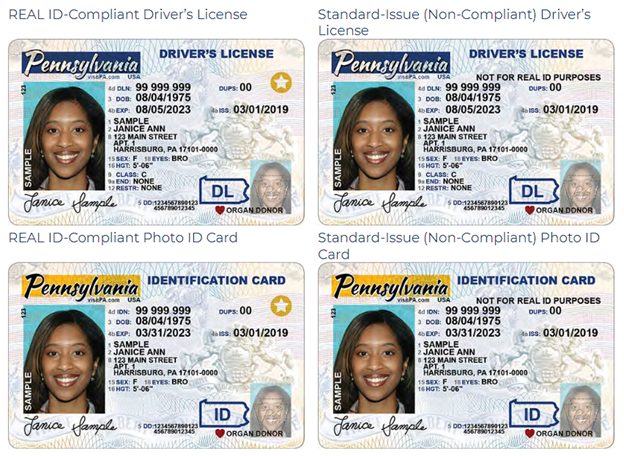 REAL ID-Compliant Driver's License
Pennsylvania
visitPA.com USA
DRIVER'S LICENSE
123
4d DLN: 99 999 999 DUPS: 00
3 DOB: 08/04/1975
4b EXP: 08/05/2023 4a ISS: 03/01/2019
1 SAMPLE
2 JANICE ANN
8 123 MAIN STREET
APT. 1
HARRISBURG, PA 17101-0000
15 SEX: F 18 EYES: BRO
16 HGT: 5'-06"
9 CLASS: C
9a END: NONE
12 RESTR: NONE
SAMPLE
DL
Janice Sample
5 DD:1234567890123
456789012345
ORGAN DONOR
Standard-Issue (Non-Compliant) Driver's
License
Pennsylvania
visitPA.com USA
DRIVER'S LICENSE
NOT FOR REAL ID PURPOSES
123
4d DLN: 99 999 999 DUPS: 00
3 DOB: 08/04/1975
4b EXP: 08/05/2023 4a ISS: 03/01/2019
1 SAMPLE
2 JANICE ANN
8 123 MAIN STREET
APT. 1
HARRISBURG, PA 17101-0000
15 SEX: F 18 EYES: BRO
16 HGT: 5'-06"
9 CLASS: C
9a END: NONE
12 RESTR: NONE
SAMPLE
DL
Janice Sample
5 DD:1234567890123
456789012345
ORGAN DONOR
REAL ID-Compliant Photo ID Card
Pennsylvania
visitPA.com USA
IDENTIFICATION CARD
123
4d IDN: 99 999 999 DUPS: 00
3 DOB: 08/04/1975
4b EXP: 03/31/2023 4a ISS: 03/01/2019
1 SAMPLE
2 JANICE ANN
8 123 MAIN STREET
APT. 1
HARRISBURG, PA 17101-0000
15 SEX: F 18 EYES: BRO
16 HGT: 5'-06"
SAMPLE
ID
Janice Sample
5 DD:1234567890123
456789012345
ORGAN DONOR
Standard-Issue (Non-Compliant) Photo ID
Card
Pennsylvania
visitPA.com USA
IDENTIFICATION CARD
NOT FOR REAL ID PURPOSES
123
4d IDN: 99 999 999 DUPS: 00
3 DOB: 08/04/1975
4b EXP: 03/31/2023 4a ISS: 03/01/2019
1 SAMPLE
2 JANICE ANN
8 123 MAIN STREET
APT. 1
HARRISBURG, PA 17101-0000
15 SEX: F 18 EYES: BRO
16 HGT: 5'-06"
SAMPLE
ID
Janice Sample
5 DD:1234567890123
456789012345
ORGAN DONOR